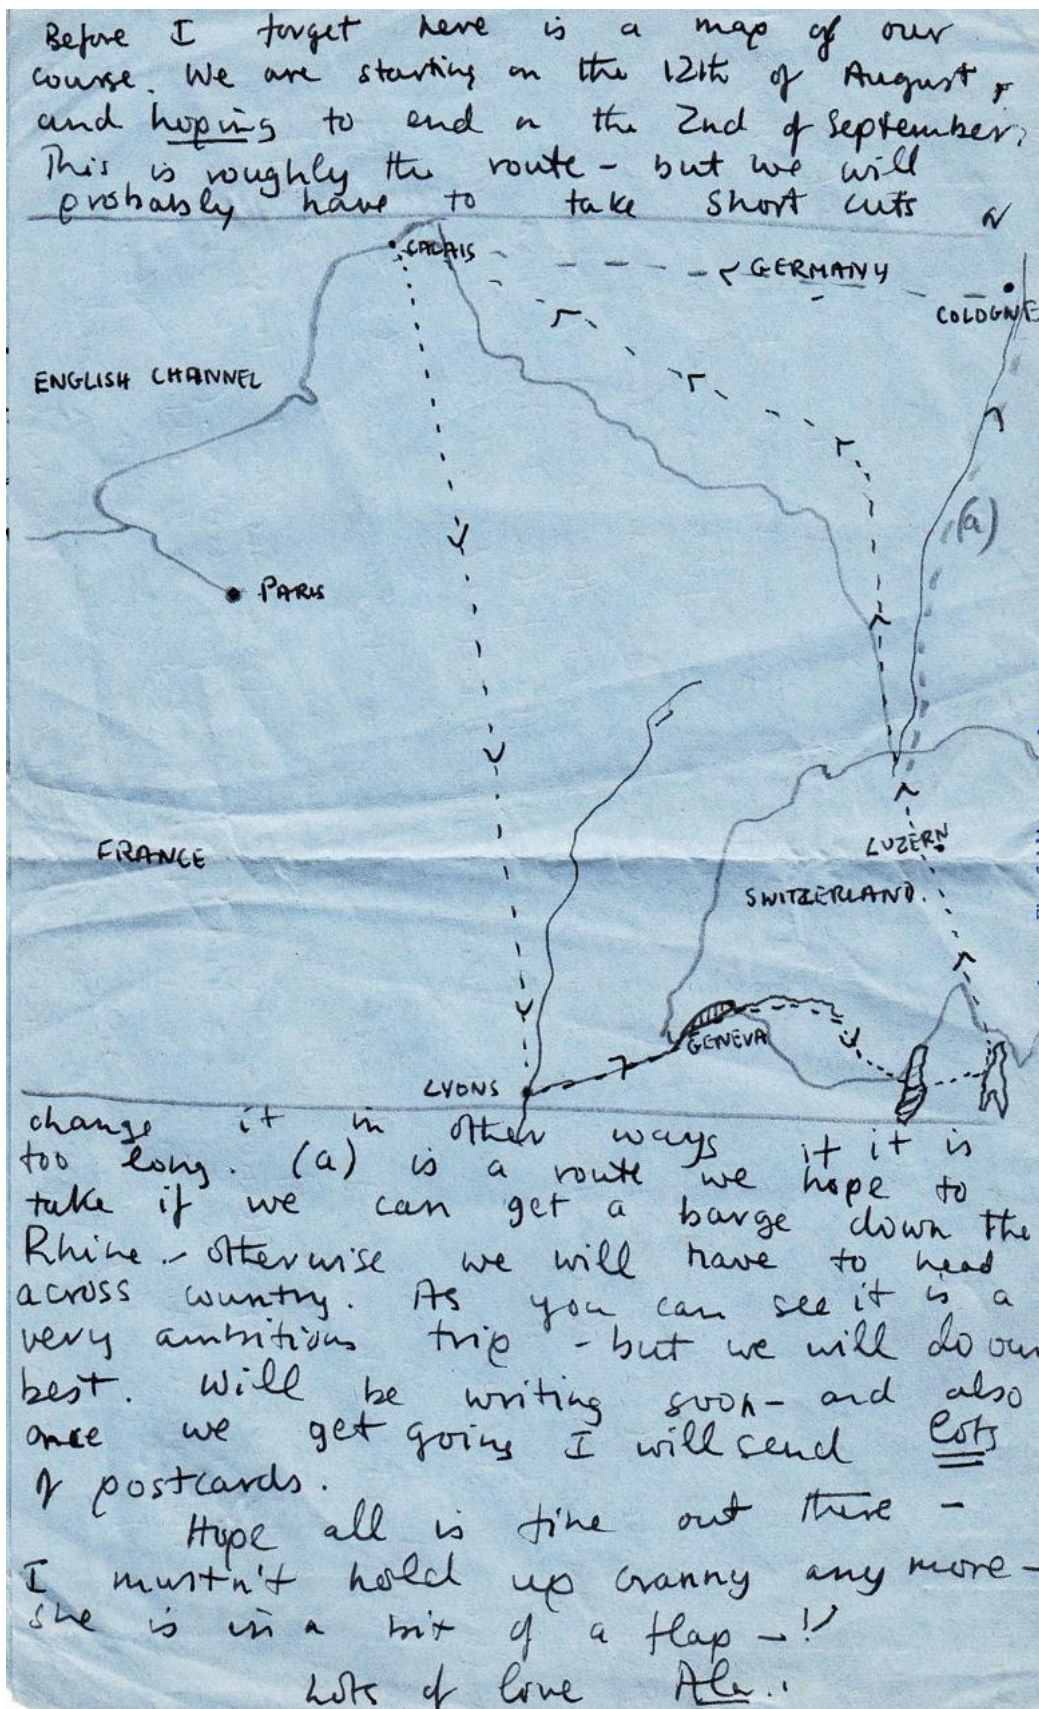 Before I forget here is a map of our
course. We are starting on the 12th of August,
and hoping to end on the 2nd of September.
This is roughly the route - but we will
probably have to take short cuts or
CALAIS
GERMANY
COLOGNE
ENGLISH CHANNEL
(a)
PARIS
LUZERN
FRANCE
SWITZERLAND.
GENEVA
LYONS
change it in other ways if it is
too long. (a) is a route we hope to
take if we can get a barge down the
Rhine - otherwise we will have to head
across country. As you can see it is a
very ambitious trip - but we will do our
best. Will be writing soon - and also
once we get going I will send lots
of postcards.
Hope all is fine out there -
I mustn't hold up Granny any more -
she is in a bit of a flap - !!
Lots of love